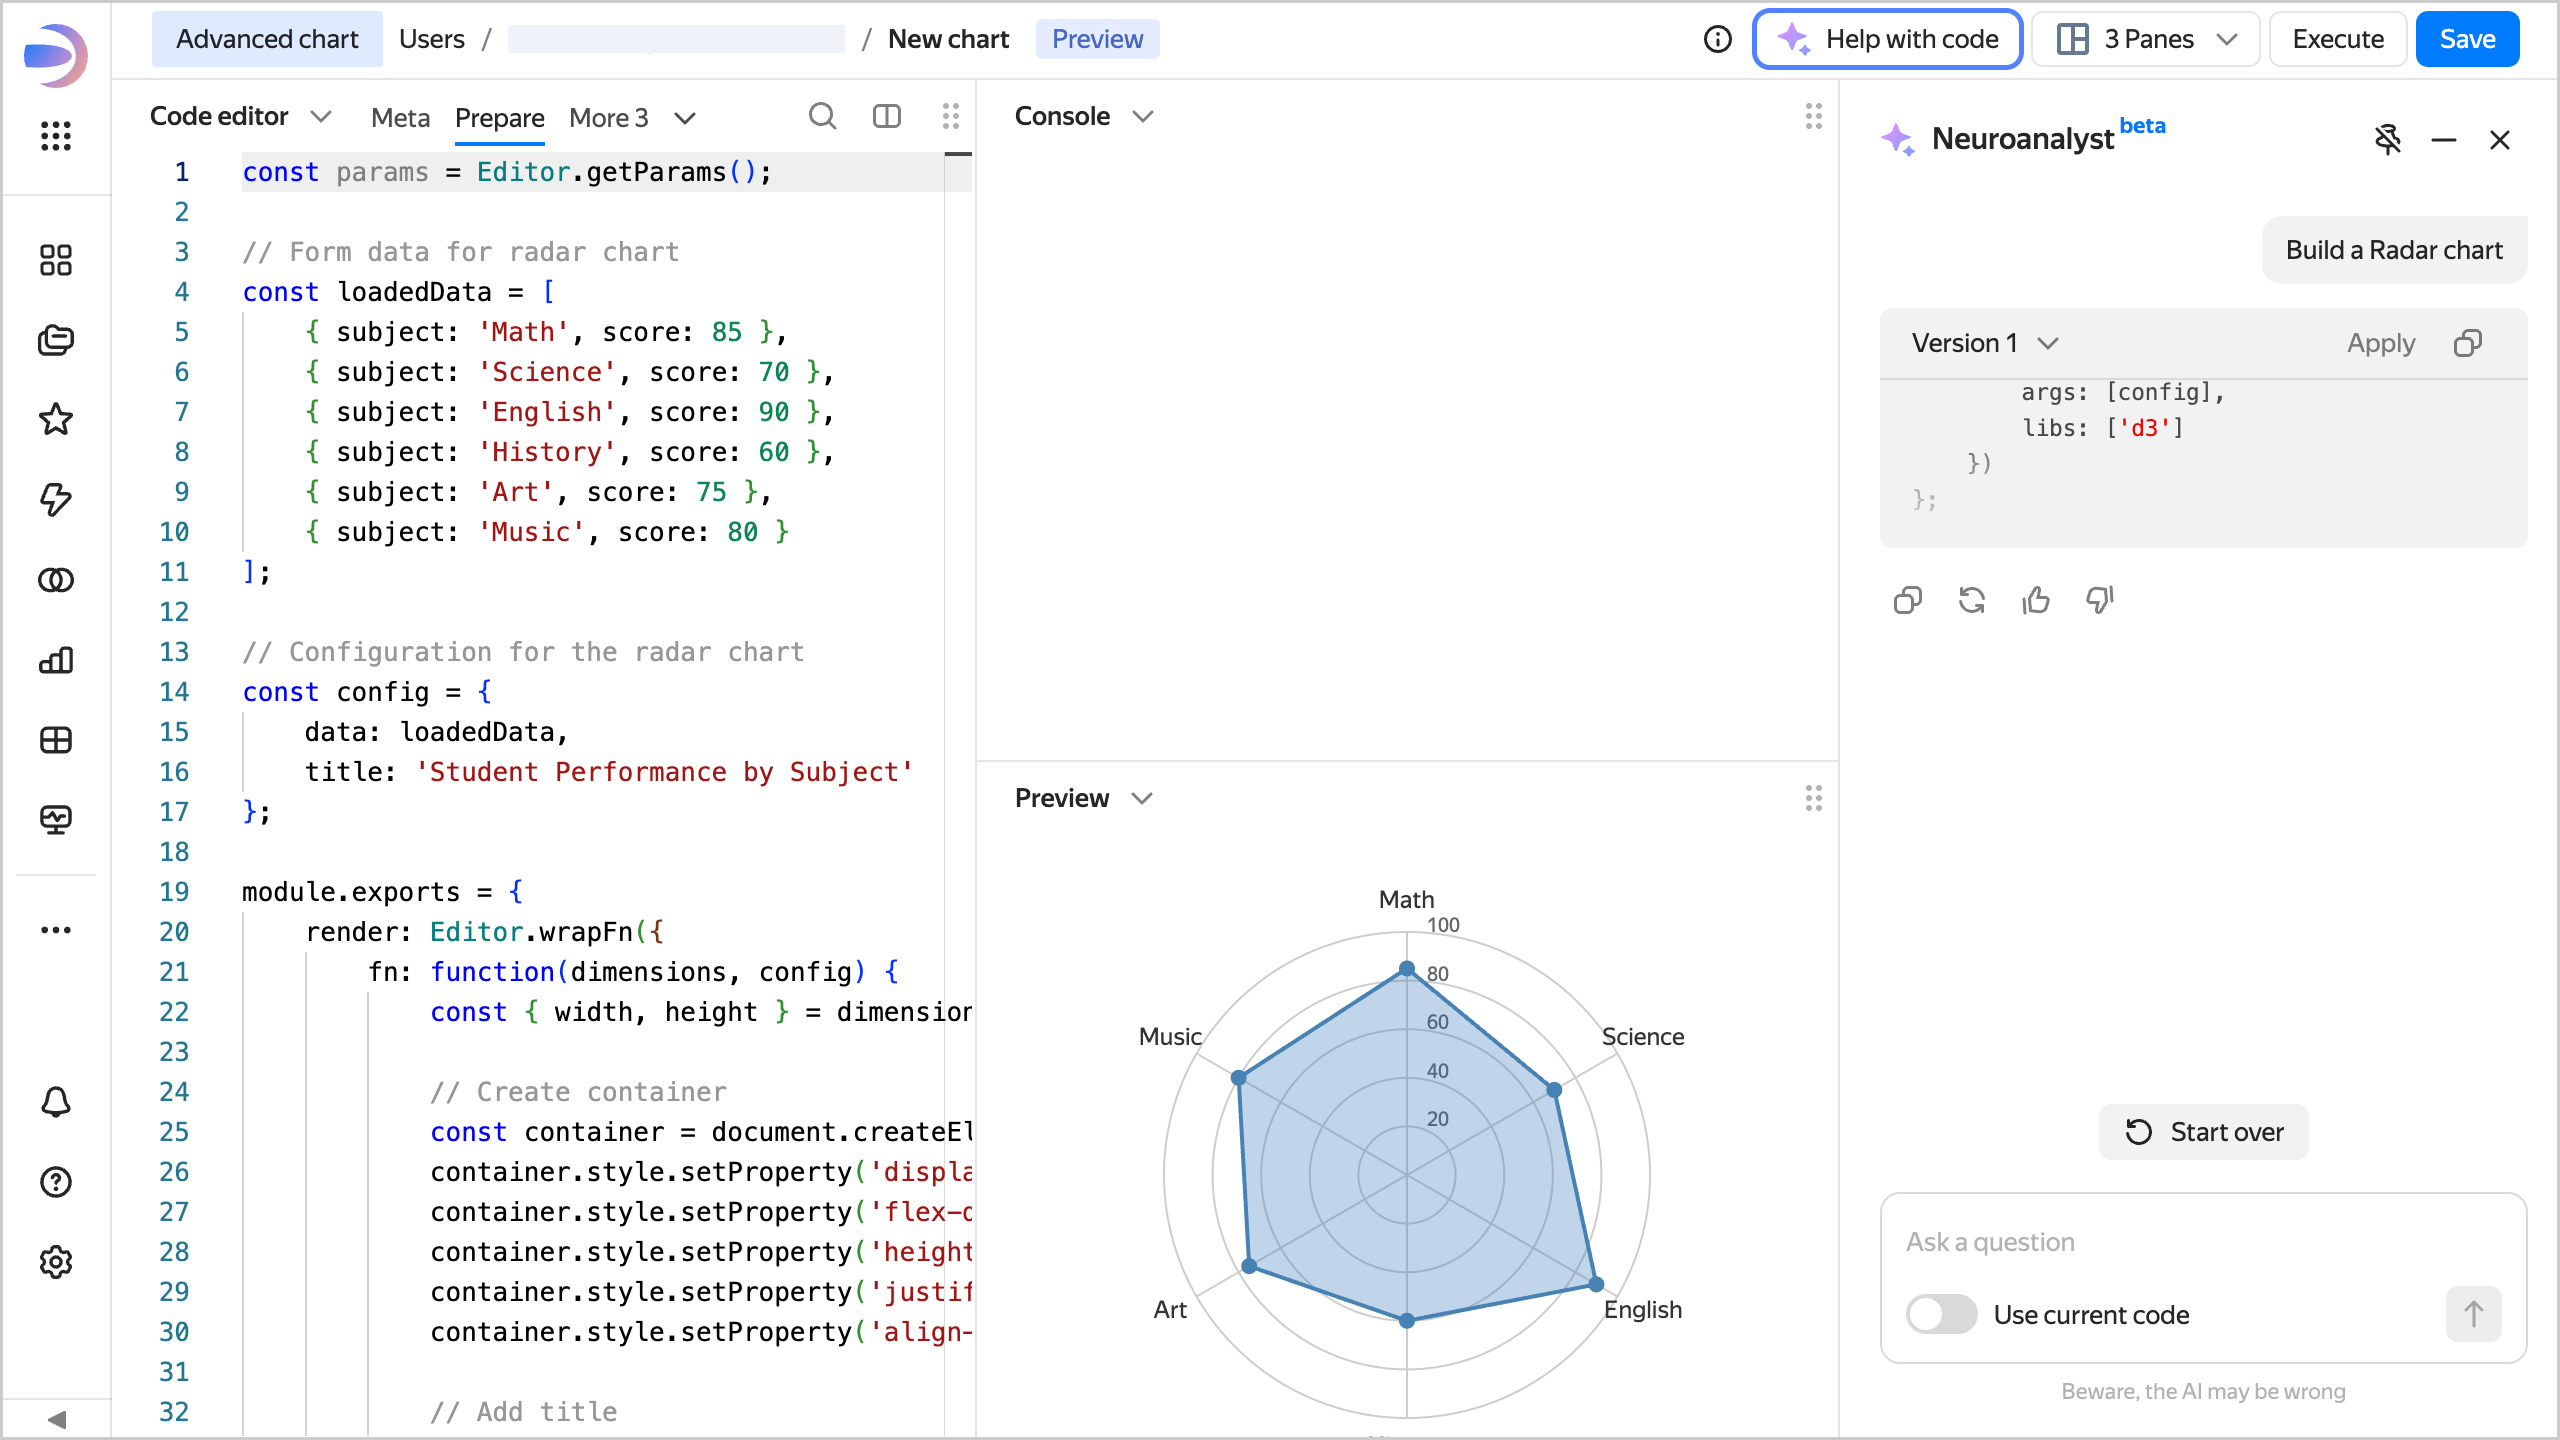 Advanced chart Users / / New chart Preview
Help with code 3 Panes Execute Save
Code editor Meta Prepare More 3
1 const params = Editor.getParams();
2
3 // Form data for radar chart
4 const loadedData = [
5 { subject: 'Math', score: 85 },
6 { subject: 'Science', score: 70 },
7 { subject: 'English', score: 90 },
8 { subject: 'History', score: 60 },
9 { subject: 'Art', score: 75 },
10 { subject: 'Music', score: 80 }
11 ];
12
13 // Configuration for the radar chart
14 const config = {
15 data: loadedData,
16 title: 'Student Performance by Subject'
17 };
18
19 module.exports = {
20 render: Editor.wrapFn({
21 fn: function(dimensions, config) {
22 const { width, height } = dimension
23
24 // Create container
25 const container = document.createEl
26 container.style.setProperty('displa
27 container.style.setProperty('flex-d
28 container.style.setProperty('height
29 container.style.setProperty('justif
30 container.style.setProperty('align-
31
32 // Add title
Console
Preview
Math
100
80
60
40
20
Music
Science
Art
English
Neuroanalyst beta
Build a Radar chart
Version 1 Apply
args: [config],
libs: ['d3']
})
};
Start over
Ask a question
Use current code
Beware, the AI may be wrong